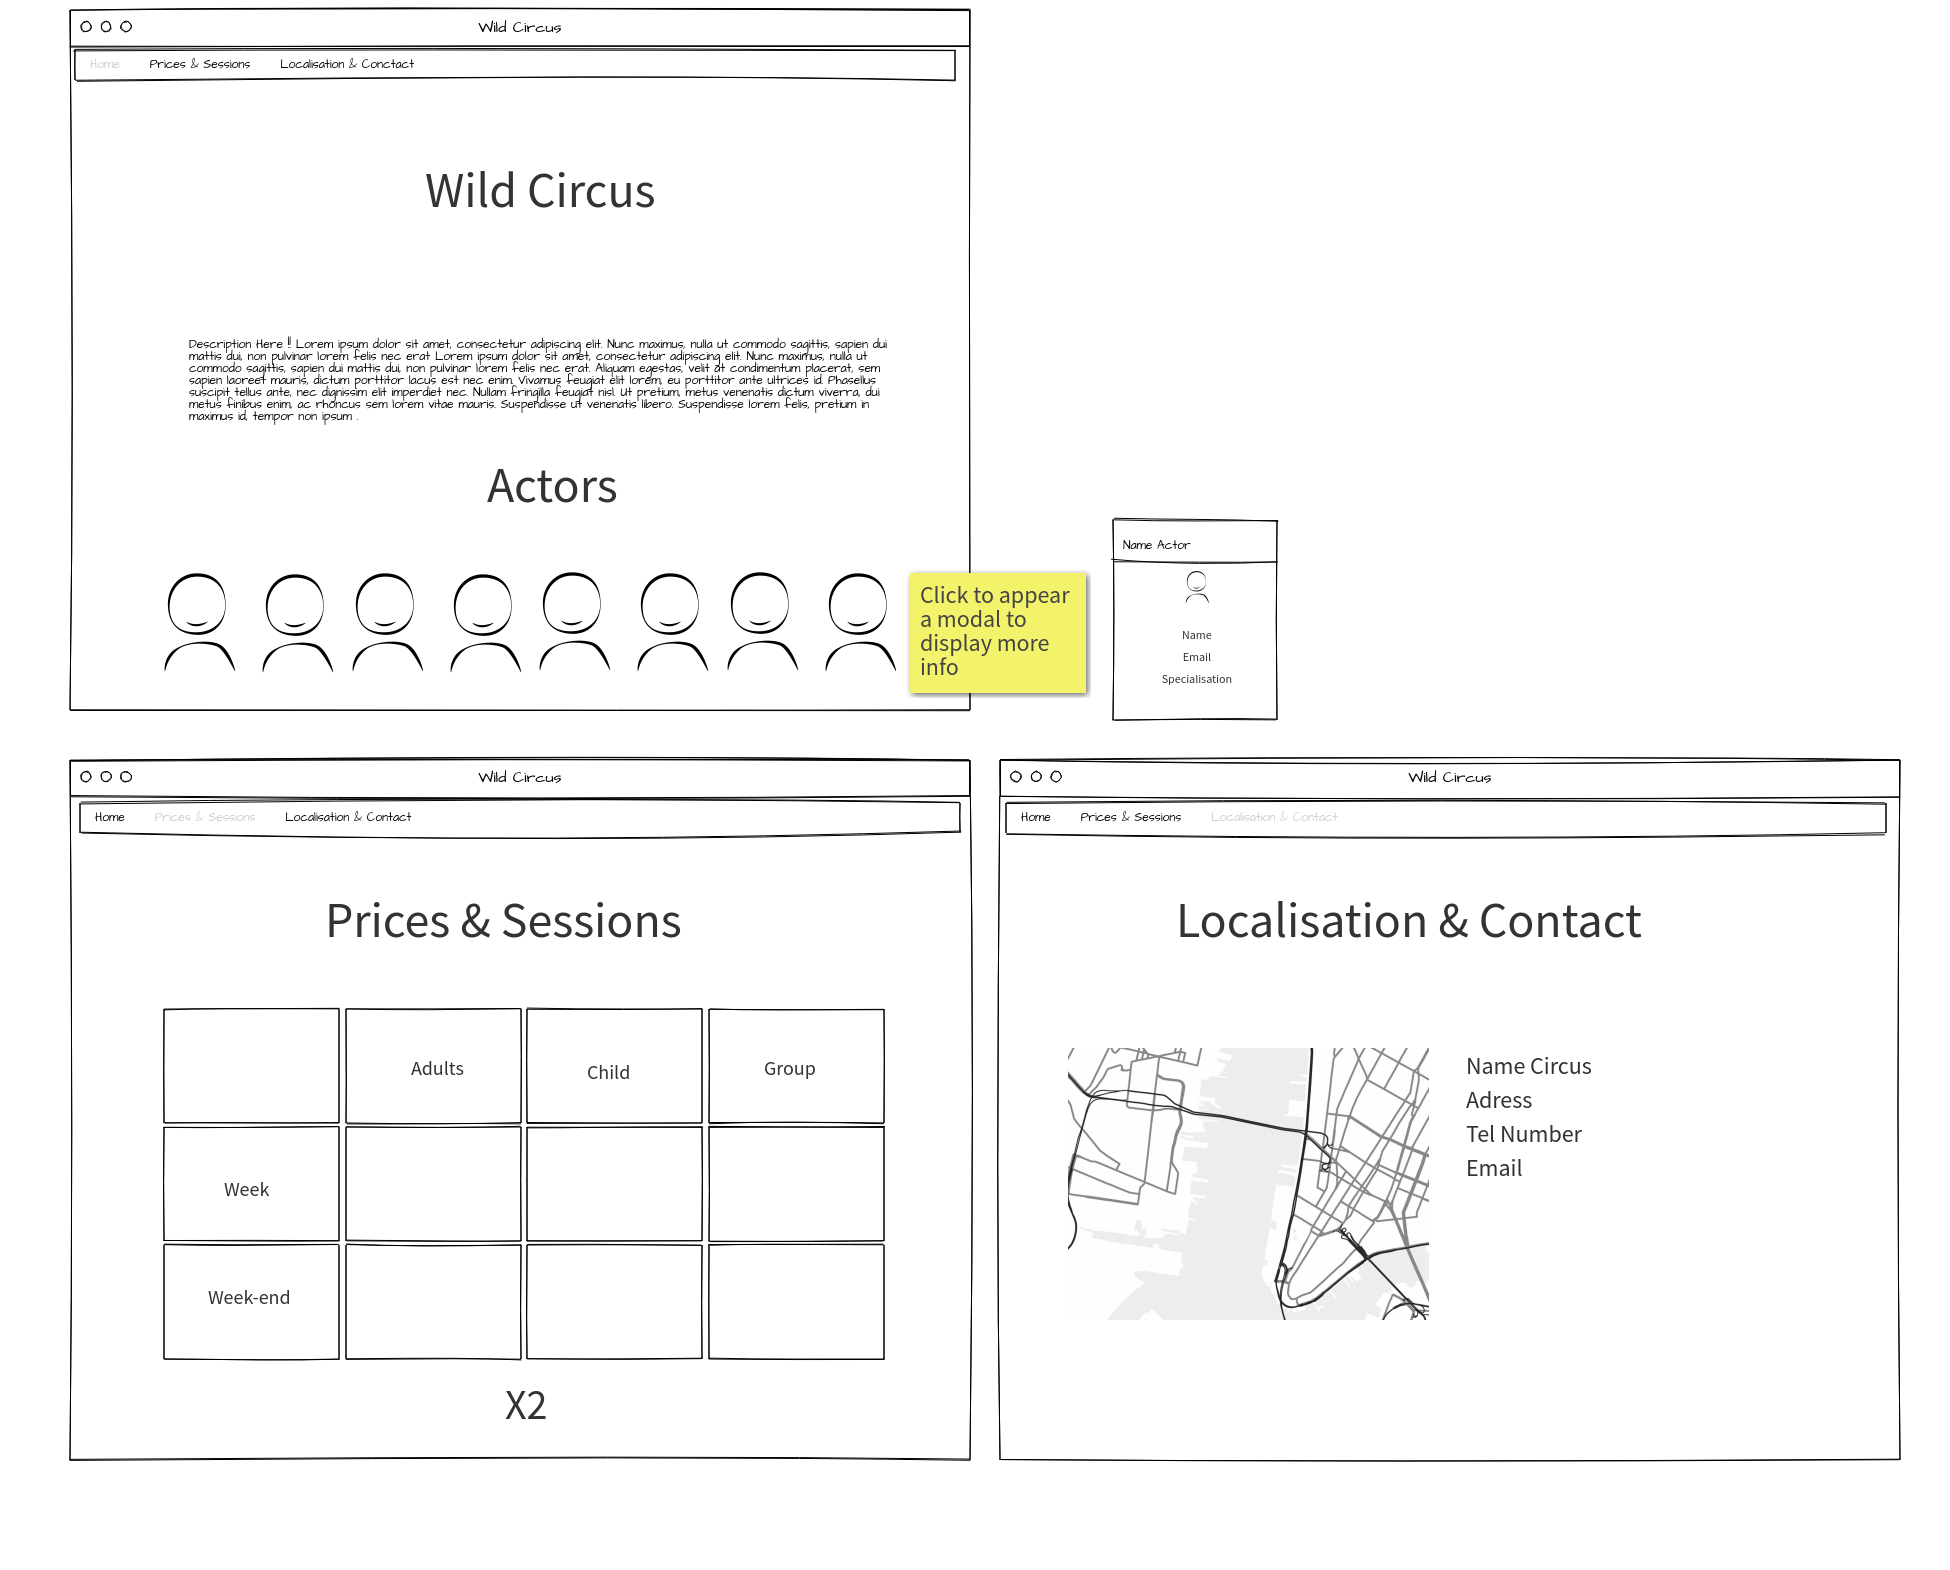 Wild Circus
Home Prices & Sessions Localisation & Conctact
Wild Circus
Description Here !! Lorem ipsum dolor sit amet, consectetur adipiscing elit. Nunc maximus, nulla ut commodo sagittis, sapien dui
mattis dui, non pulvinar lorem felis nec erat Lorem ipsum dolor sit amet, consectetur adipiscing elit. Nunc maximus, nulla ut
commodo sagittis, sapien dui mattis dui, non pulvinar lorem felis nec erat. Aliquam egestas, velit at condimentum placerat, sem
sapien laoreet mauris, dictum porttitor lacus est nec enim. Vivamus feugiat elit lorem, eu porttitor ante ultrices id. Phasellus
suscipit tellus ante, nec dignissim elit imperdiet nec. Nullam fringilla feugiat nisl. Ut pretium, metus venenatis dictum viverra, dui
metus finibus enim, ac rhoncus sem lorem vitae mauris. Suspendisse ut venenatis libero. Suspendisse lorem felis, pretium in
maximus id, tempor non ipsum .
Actors
Click to appear
a modal to
display more
info
Name Actor
Name
Email
Specialisation
Wild Circus
Home Prices & Sessions Localisation & Contact
Prices & Sessions
Adults Child Group
Week
Week-end
X2
Wild Circus
Home Prices & Sessions Localisation & Contact
Localisation & Contact
Name Circus
Adress
Tel Number
Email